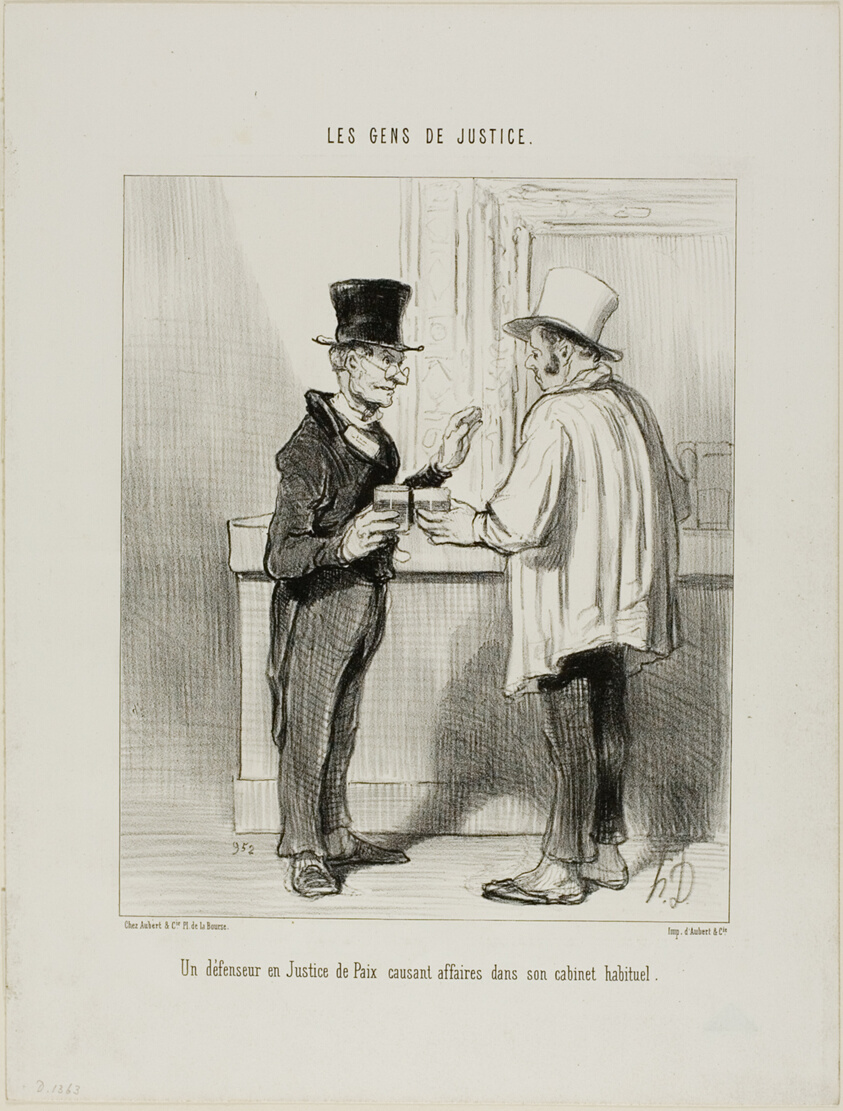 LES GENS DE JUSTICE.
952
h.D.
Chez Aubert & Cie Pl. de la Bourse.
Imp. d'Aubert & Cie
Un défenseur en Justice de Paix causant affaires dans son cabinet habituel.
D.1363